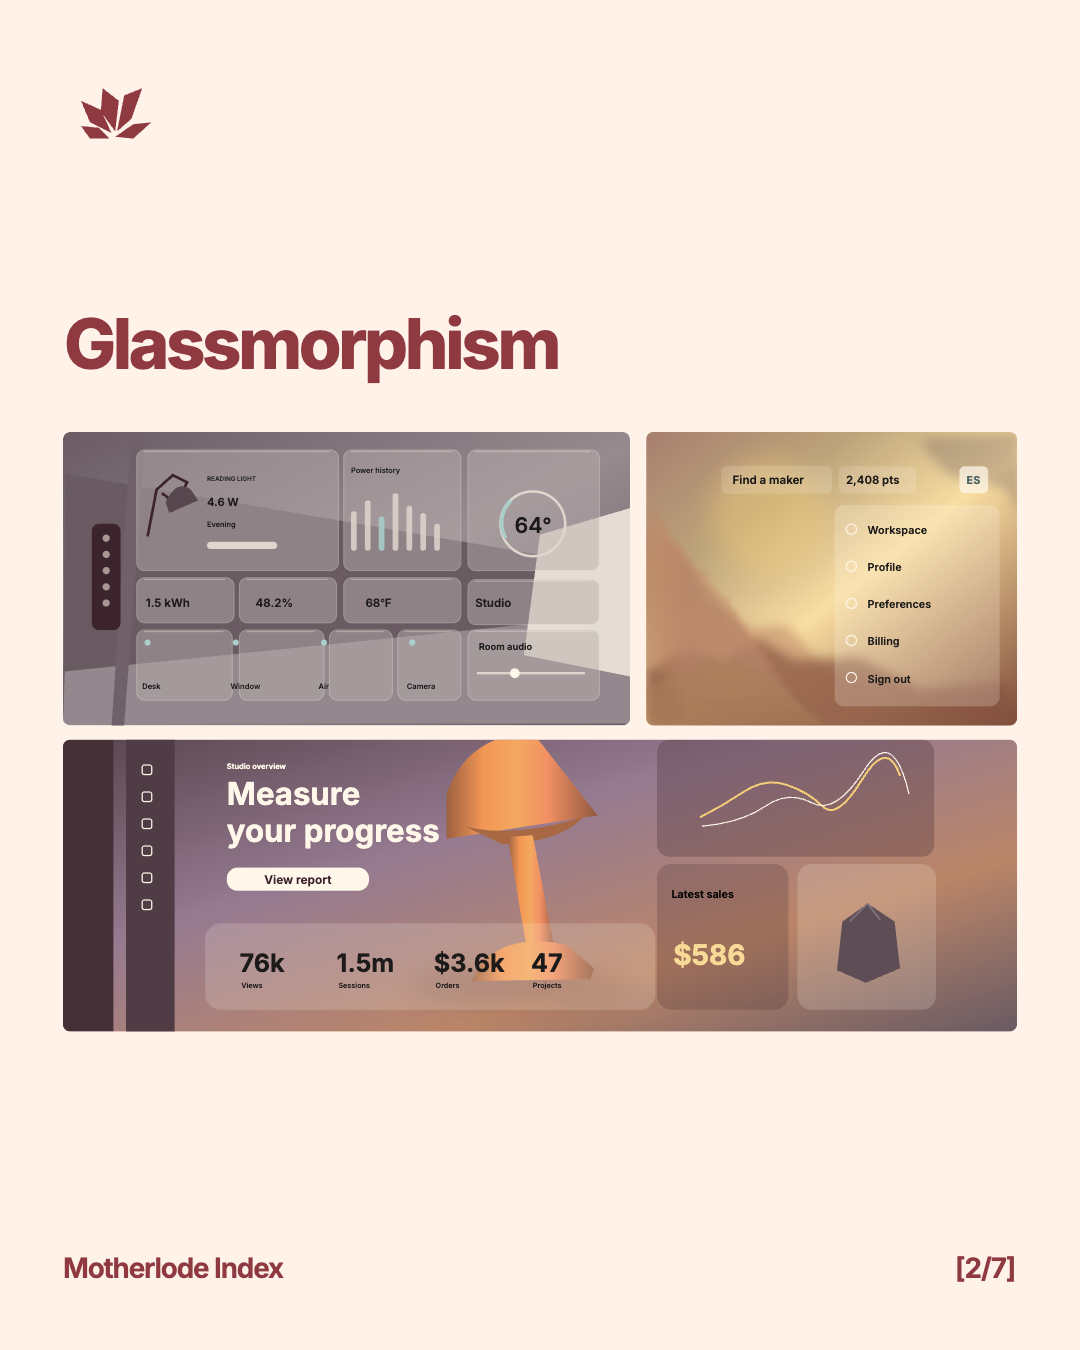 Glassmorphism
READING LIGHT
4.6 W
Evening
Power history
64°
1.5 kWh
48.2%
68°F
Studio
Desk
Window
Air
Camera
Room audio
Find a maker
2,408 pts
ES
Workspace
Profile
Preferences
Billing
Sign out
Studio overview
Measure
your progress
View report
76k
Views
1.5m
Sessions
$3.6k
Orders
47
Projects
Latest sales
$586
Motherlode Index
[2/7]